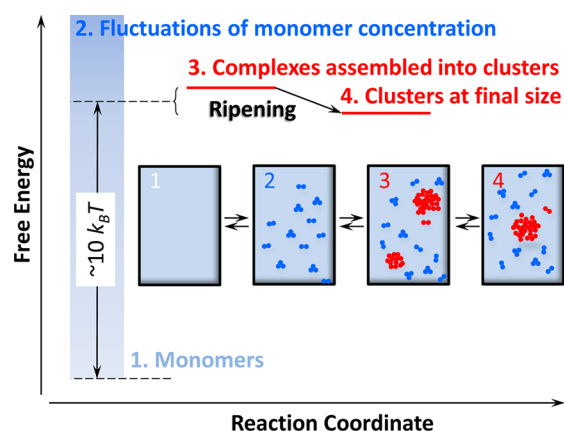 2. Fluctuations of monomer concentration
3. Complexes assembled into clusters
Ripening
4. Clusters at final size
Free Energy
~10 kBT
1
2
3
4
1. Monomers
Reaction Coordinate